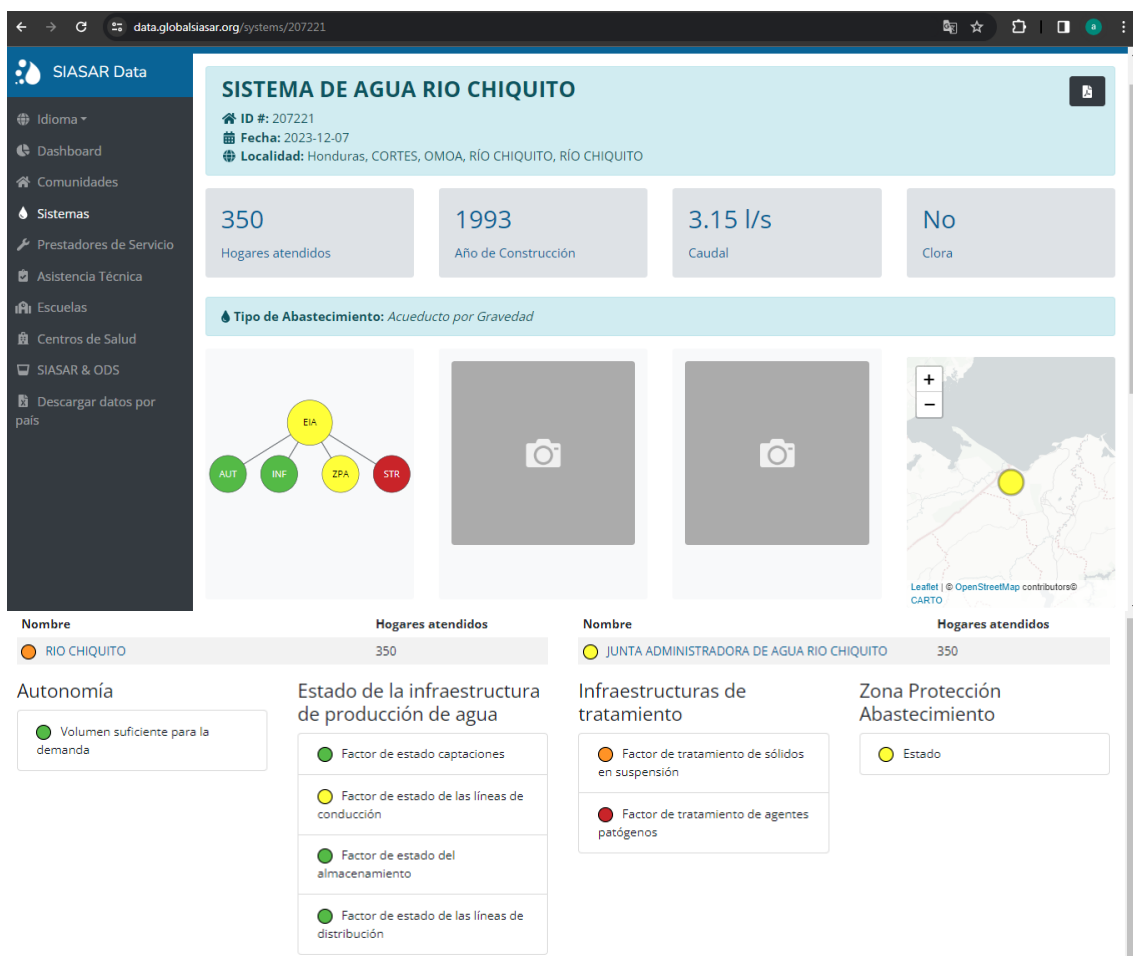 data.globalsiasar.org/systems/207221
a
SIASAR Data
Idioma
Dashboard
Comunidades
Sistemas
Prestadores de Servicio
Asistencia Técnica
Escuelas
Centros de Salud
SIASAR & ODS
Descargar datos por
país
SISTEMA DE AGUA RIO CHIQUITO
ID #: 207221
Fecha: 2023-12-07
Localidad: Honduras, CORTES, OMOA, RÍO CHIQUITO, RÍO CHIQUITO
350
Hogares atendidos
1993
Año de Construcción
3.15 l/s
Caudal
No
Clora
Tipo de Abastecimiento: Acueducto por Gravedad
EIA
AUT
INF
ZPA
STR
+
−
Leaflet | © OpenStreetMap contributors©
CARTO
Nombre Hogares atendidos
RIO CHIQUITO 350
Nombre Hogares atendidos
JUNTA ADMINISTRADORA DE AGUA RIO CHIQUITO 350
Autonomía
Volumen suficiente para la
demanda
Estado de la infraestructura
de producción de agua
Factor de estado captaciones
Factor de estado de las líneas de
conducción
Factor de estado del
almacenamiento
Factor de estado de las líneas de
distribución
Infraestructuras de
tratamiento
Factor de tratamiento de sólidos
en suspensión
Factor de tratamiento de agentes
patógenos
Zona Protección
Abastecimiento
Estado